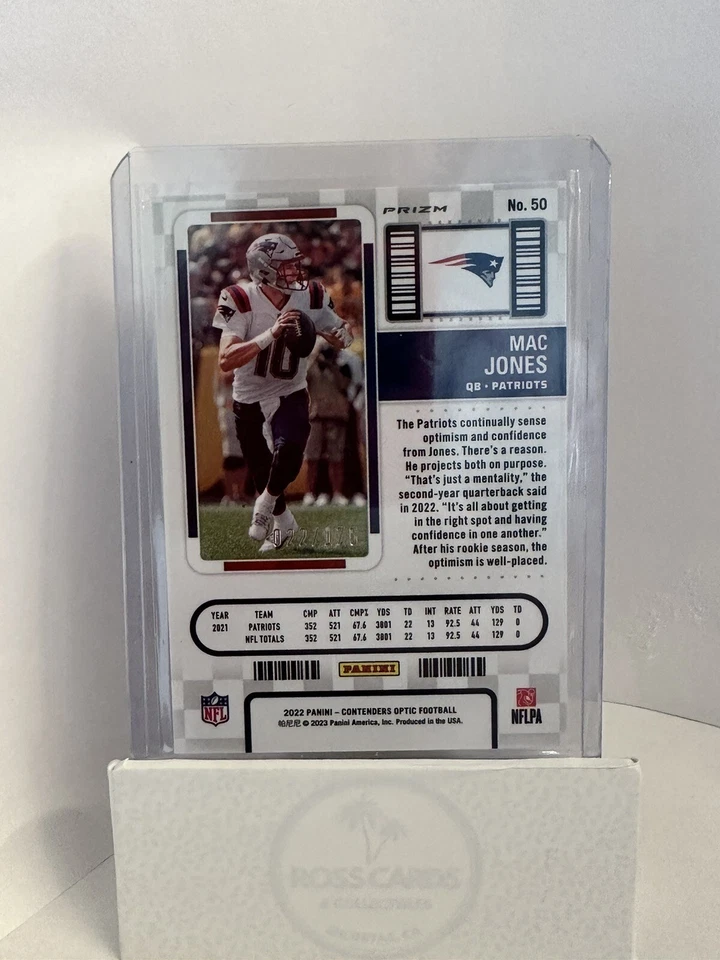 PRIZM
No. 50
MAC
JONES
QB • PATRIOTS
10
The Patriots continually sense
optimism and confidence
from Jones. There's a reason.
He projects both on purpose.
"That's just a mentality," the
second-year quarterback said
in 2022. "It's all about getting
in the right spot and having
confidence in one another."
After his rookie season, the
optimism is well-placed.
YEAR TEAM CMP ATT CMP% YDS TD INT RATE ATT YDS TD
2021 PATRIOTS 352 521 67.6 3801 22 13 92.5 44 129 0
NFL TOTALS 352 521 67.6 3801 22 13 92.5 44 129 0
PANINI
NFL
2022 PANINI – CONTENDERS OPTIC FOOTBALL
帕尼尼 © 2023 Panini America, Inc. Produced in the USA.
NFLPA
ROSS CARDS
& COLLECTIBLES